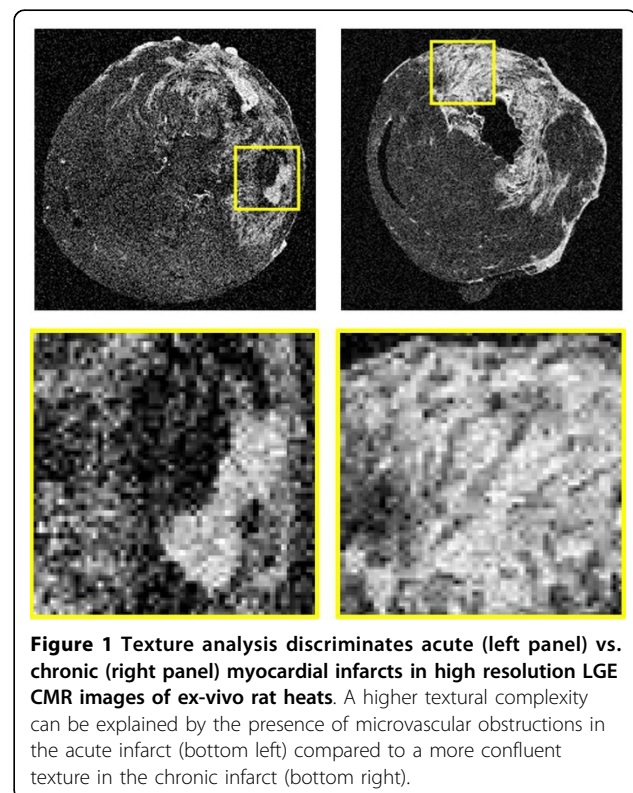 Figure 1 Texture analysis discriminates acute (left panel) vs.
chronic (right panel) myocardial infarcts in high resolution LGE
CMR images of ex-vivo rat heats. A higher textural complexity
can be explained by the presence of microvascular obstructions in
the acute infarct (bottom left) compared to a more confluent
texture in the chronic infarct (bottom right).